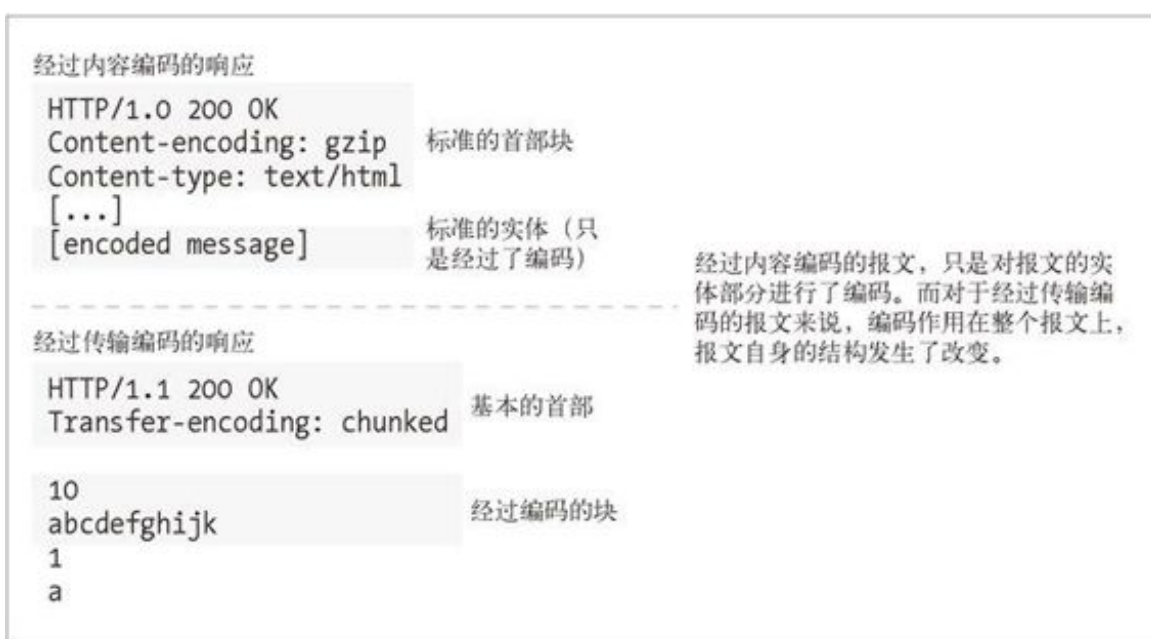 经过内容编码的响应
HTTP/1.0 200 OK
Content-encoding: gzip
Content-type: text/html
标准的首部块
[...]
[encoded message]
标准的实体（只
是经过了编码）
经过内容编码的报文，只是对报文的实
体部分进行了编码。而对于经过传输编
码的报文来说，编码作用在整个报文上，
报文自身的结构发生了改变。
经过传输编码的响应
HTTP/1.1 200 OK
Transfer-encoding: chunked
基本的首部
10
abcdefghijk
经过编码的块
1
a